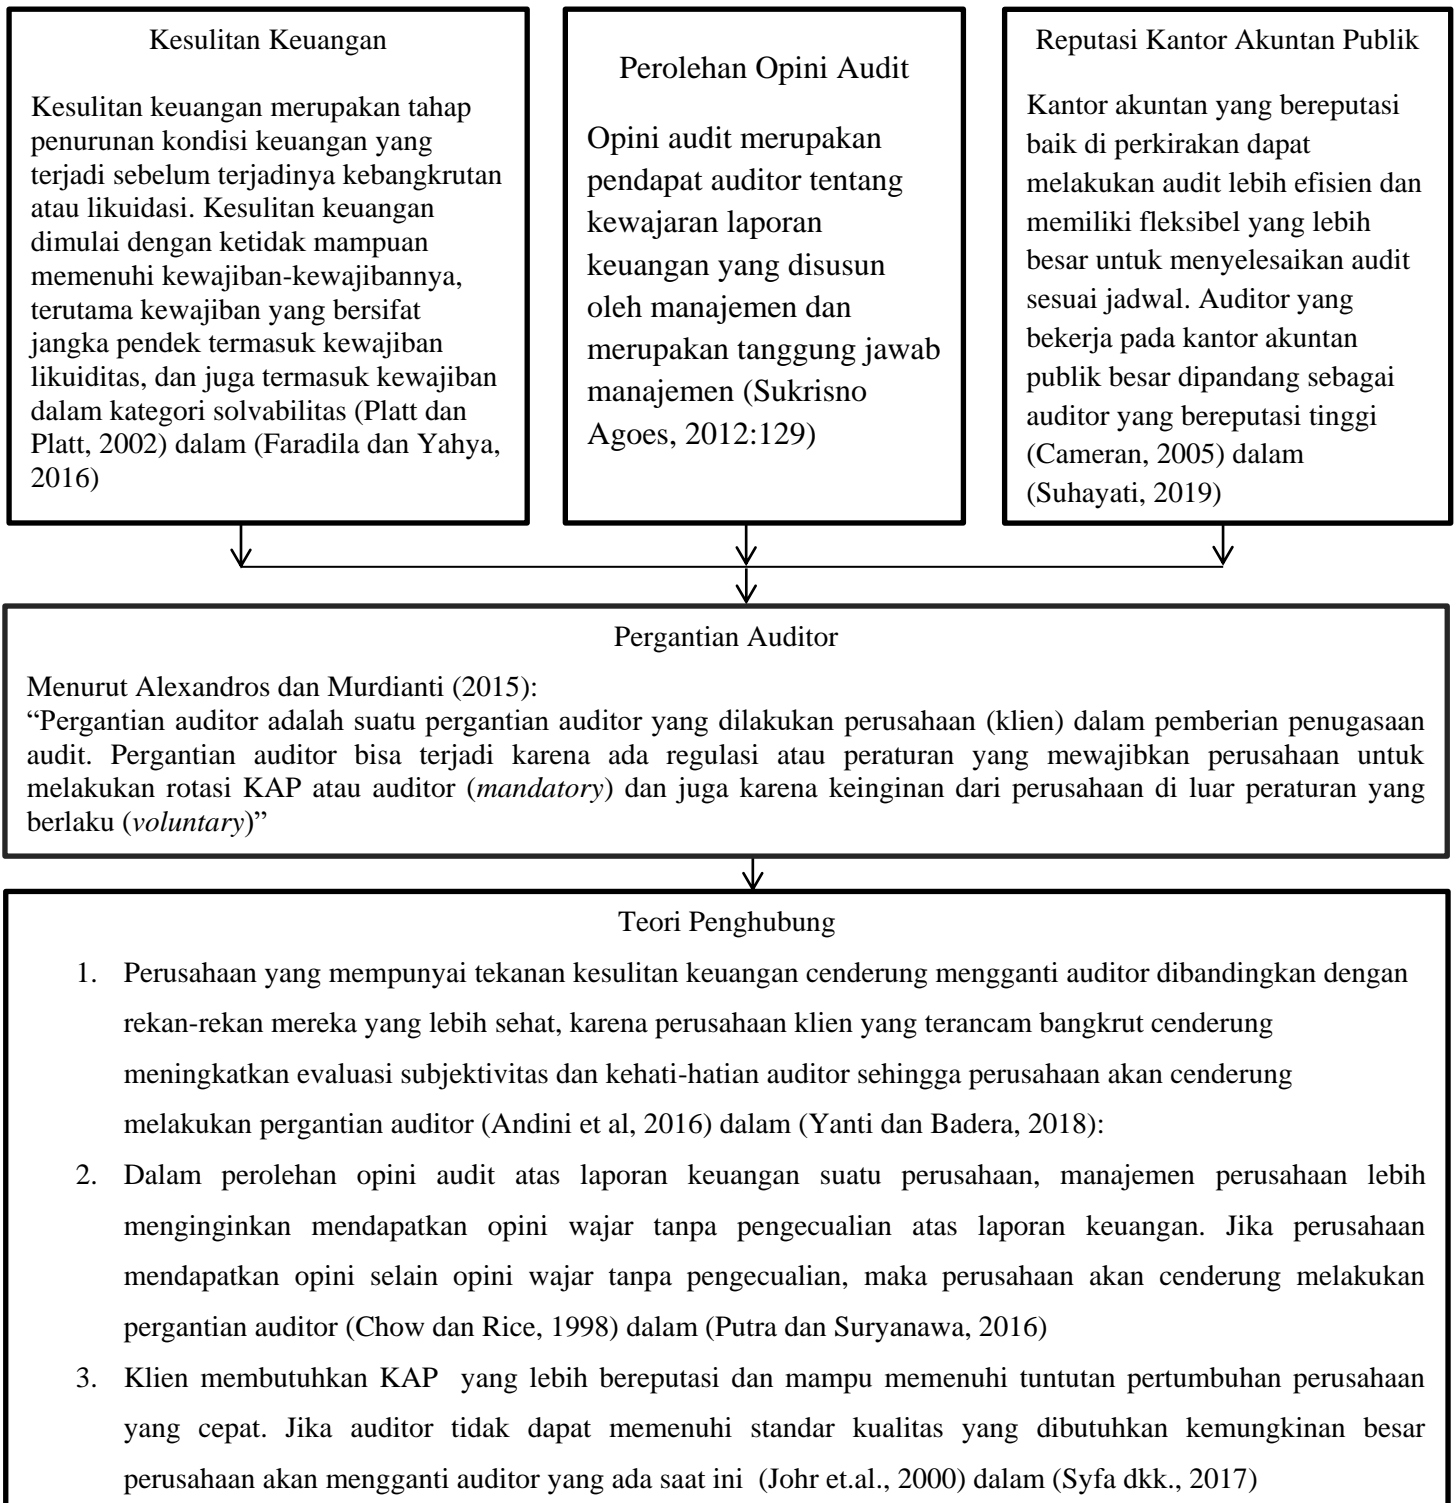 Kesulitan Keuangan
Kesulitan keuangan merupakan tahap
penurunan kondisi keuangan yang
terjadi sebelum terjadinya kebangkrutan
atau likuidasi. Kesulitan keuangan
dimulai dengan ketidak mampuan
memenuhi kewajiban-kewajibannya,
terutama kewajiban yang bersifat
jangka pendek termasuk kewajiban
likuiditas, dan juga termasuk kewajiban
dalam kategori solvabilitas (Platt dan
Platt, 2002) dalam (Faradila dan Yahya,
2016)
Perolehan Opini Audit
Opini audit merupakan
pendapat auditor tentang
kewajaran laporan
keuangan yang disusun
oleh manajemen dan
merupakan tanggung jawab
manajemen (Sukrisno
Agoes, 2012:129)
Reputasi Kantor Akuntan Publik
Kantor akuntan yang bereputasi
baik di perkirakan dapat
melakukan audit lebih efisien dan
memiliki fleksibel yang lebih
besar untuk menyelesaikan audit
sesuai jadwal. Auditor yang
bekerja pada kantor akuntan
publik besar dipandang sebagai
auditor yang bereputasi tinggi
(Cameran, 2005) dalam
(Suhayati, 2019)
Pergantian Auditor
Menurut Alexandros dan Murdianti (2015):
“Pergantian auditor adalah suatu pergantian auditor yang dilakukan perusahaan (klien) dalam pemberian penugasaan
audit. Pergantian auditor bisa terjadi karena ada regulasi atau peraturan yang mewajibkan perusahaan untuk
melakukan rotasi KAP atau auditor (mandatory) dan juga karena keinginan dari perusahaan di luar peraturan yang
berlaku (voluntary)”
Teori Penghubung
1. Perusahaan yang mempunyai tekanan kesulitan keuangan cenderung mengganti auditor dibandingkan dengan
rekan-rekan mereka yang lebih sehat, karena perusahaan klien yang terancam bangkrut cenderung
meningkatkan evaluasi subjektivitas dan kehati-hatian auditor sehingga perusahaan akan cenderung
melakukan pergantian auditor (Andini et al, 2016) dalam (Yanti dan Badera, 2018):
2. Dalam perolehan opini audit atas laporan keuangan suatu perusahaan, manajemen perusahaan lebih
menginginkan mendapatkan opini wajar tanpa pengecualian atas laporan keuangan. Jika perusahaan
mendapatkan opini selain opini wajar tanpa pengecualian, maka perusahaan akan cenderung melakukan
pergantian auditor (Chow dan Rice, 1998) dalam (Putra dan Suryanawa, 2016)
3. Klien membutuhkan KAP yang lebih bereputasi dan mampu memenuhi tuntutan pertumbuhan perusahaan
yang cepat. Jika auditor tidak dapat memenuhi standar kualitas yang dibutuhkan kemungkinan besar
perusahaan akan mengganti auditor yang ada saat ini (Johr et.al., 2000) dalam (Syfa dkk., 2017)